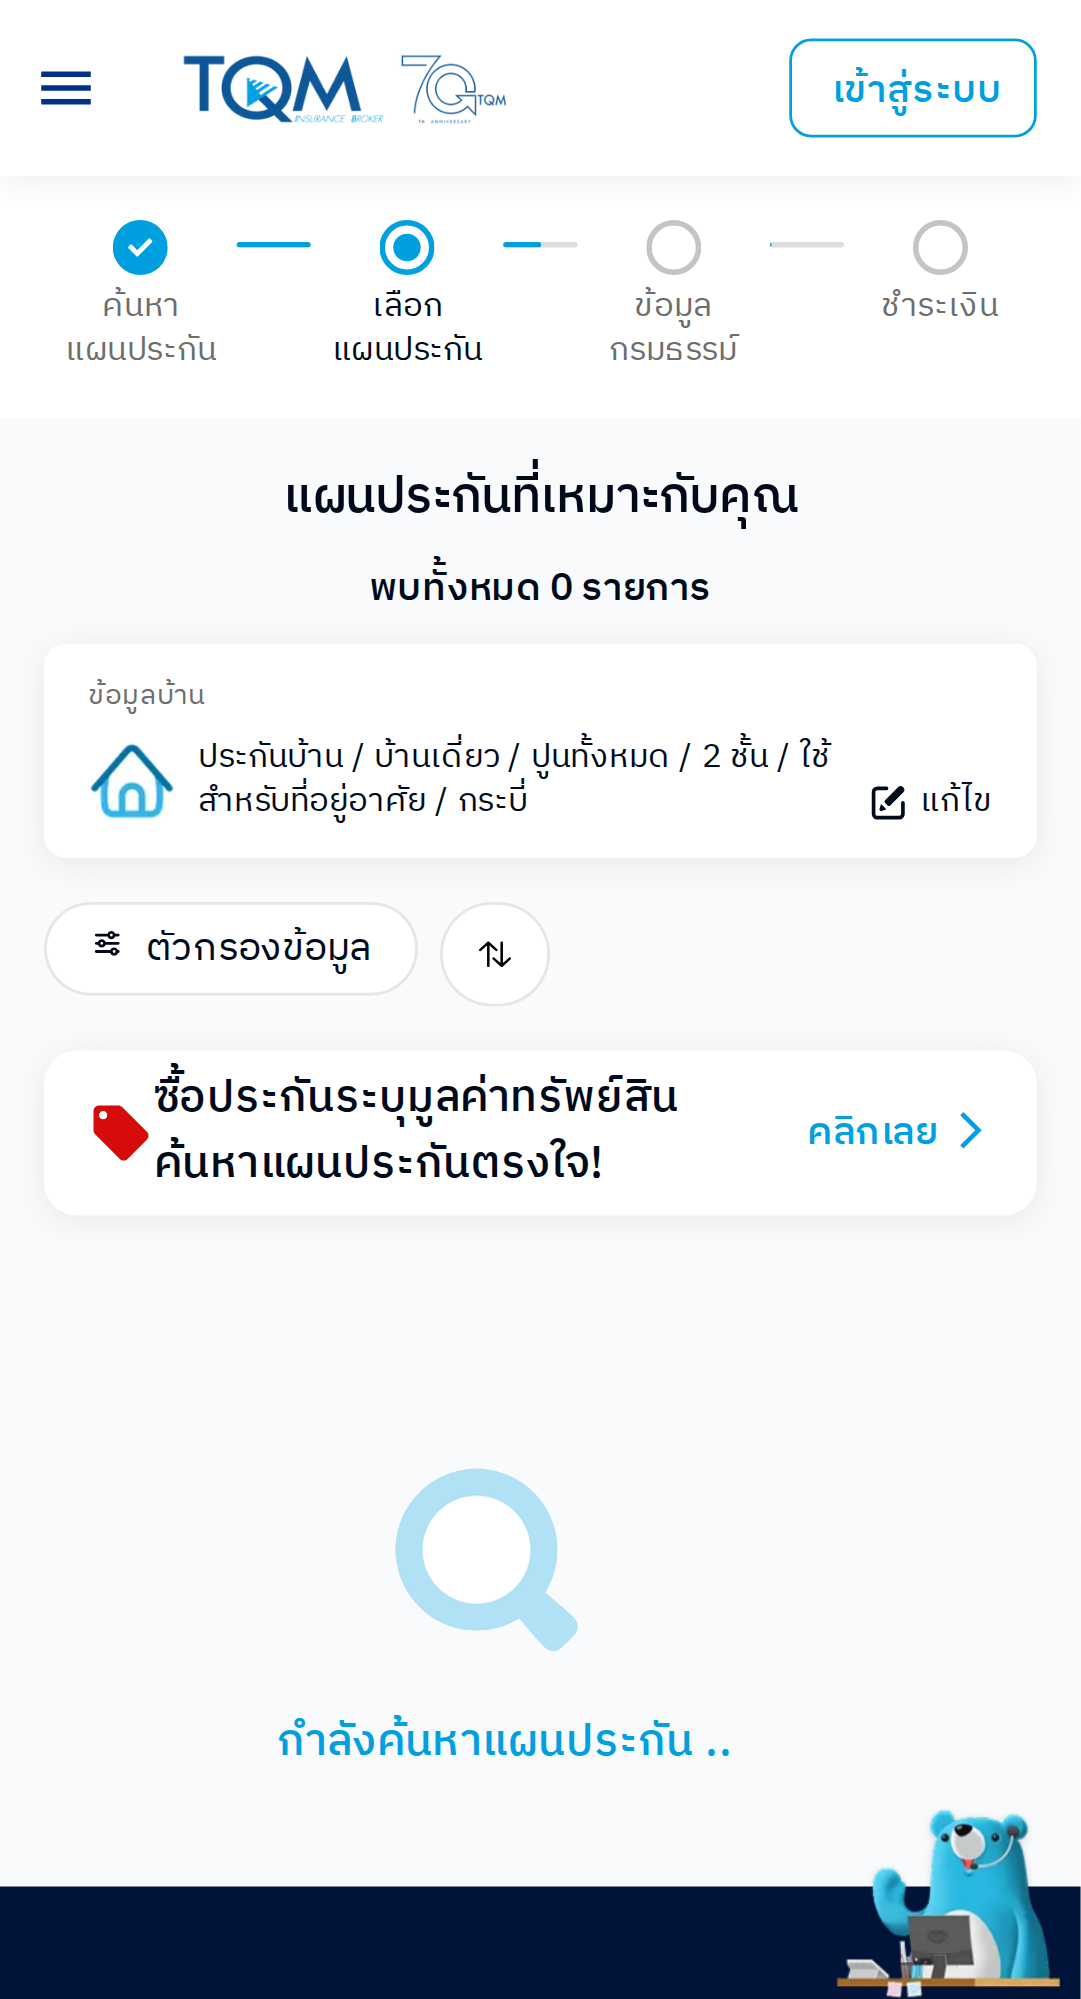 TQM
INSURANCE BROKER
70 TQM
TH ANNIVERSARY
เข้าสู่ระบบ
ค้นหา
แผนประกัน
เลือก
แผนประกัน
ข้อมูล
กรมธรรม์
ชำระเงิน
แผนประกันที่เหมาะกับคุณ
พบทั้งหมด 0 รายการ
ข้อมูลบ้าน
ประกันบ้าน / บ้านเดี่ยว / ปูนทั้งหมด / 2 ชั้น / ใช้
สำหรับที่อยู่อาศัย / กระบี่
แก้ไข
ตัวกรองข้อมูล
ซื้อประกันระบุมูลค่าทรัพย์สิน
ค้นหาแผนประกันตรงใจ!
คลิกเลย
กำลังค้นหาแผนประกัน ..